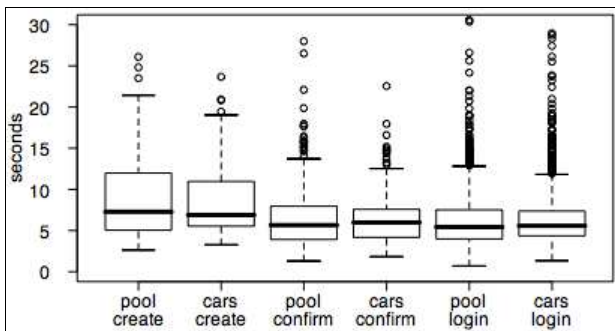 30
25
20
15
10
5
0
seconds
pool create
cars create
pool confirm
cars confirm
pool login
cars login